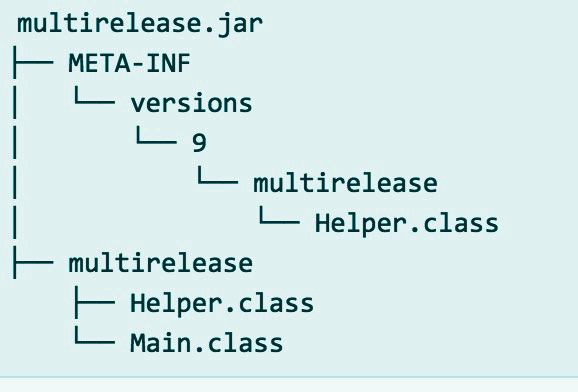 multirelease.jar
├── META-INF
│   └── versions
│       └── 9
│           └── multirelease
│               └── Helper.class
├── multirelease
    ├── Helper.class
    └── Main.class